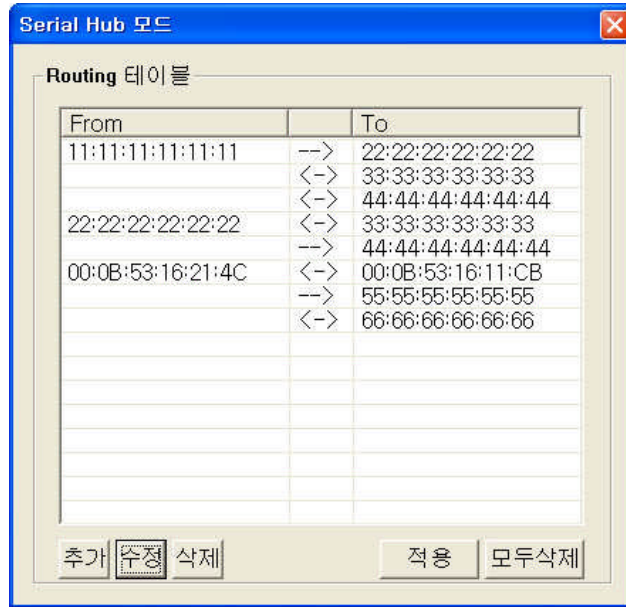 Serial Hub 모드
Routing 테이블
From To
11:11:11:11:11:11 --> 22:22:22:22:22:22
<-> 33:33:33:33:33:33
<-> 44:44:44:44:44:44
22:22:22:22:22:22 <-> 33:33:33:33:33:33
--> 44:44:44:44:44:44
00:0B:53:16:21:4C <-> 00:0B:53:16:11:CB
--> 55:55:55:55:55:55
<-> 66:66:66:66:66:66
추가 수정 삭제 적용 모두삭제